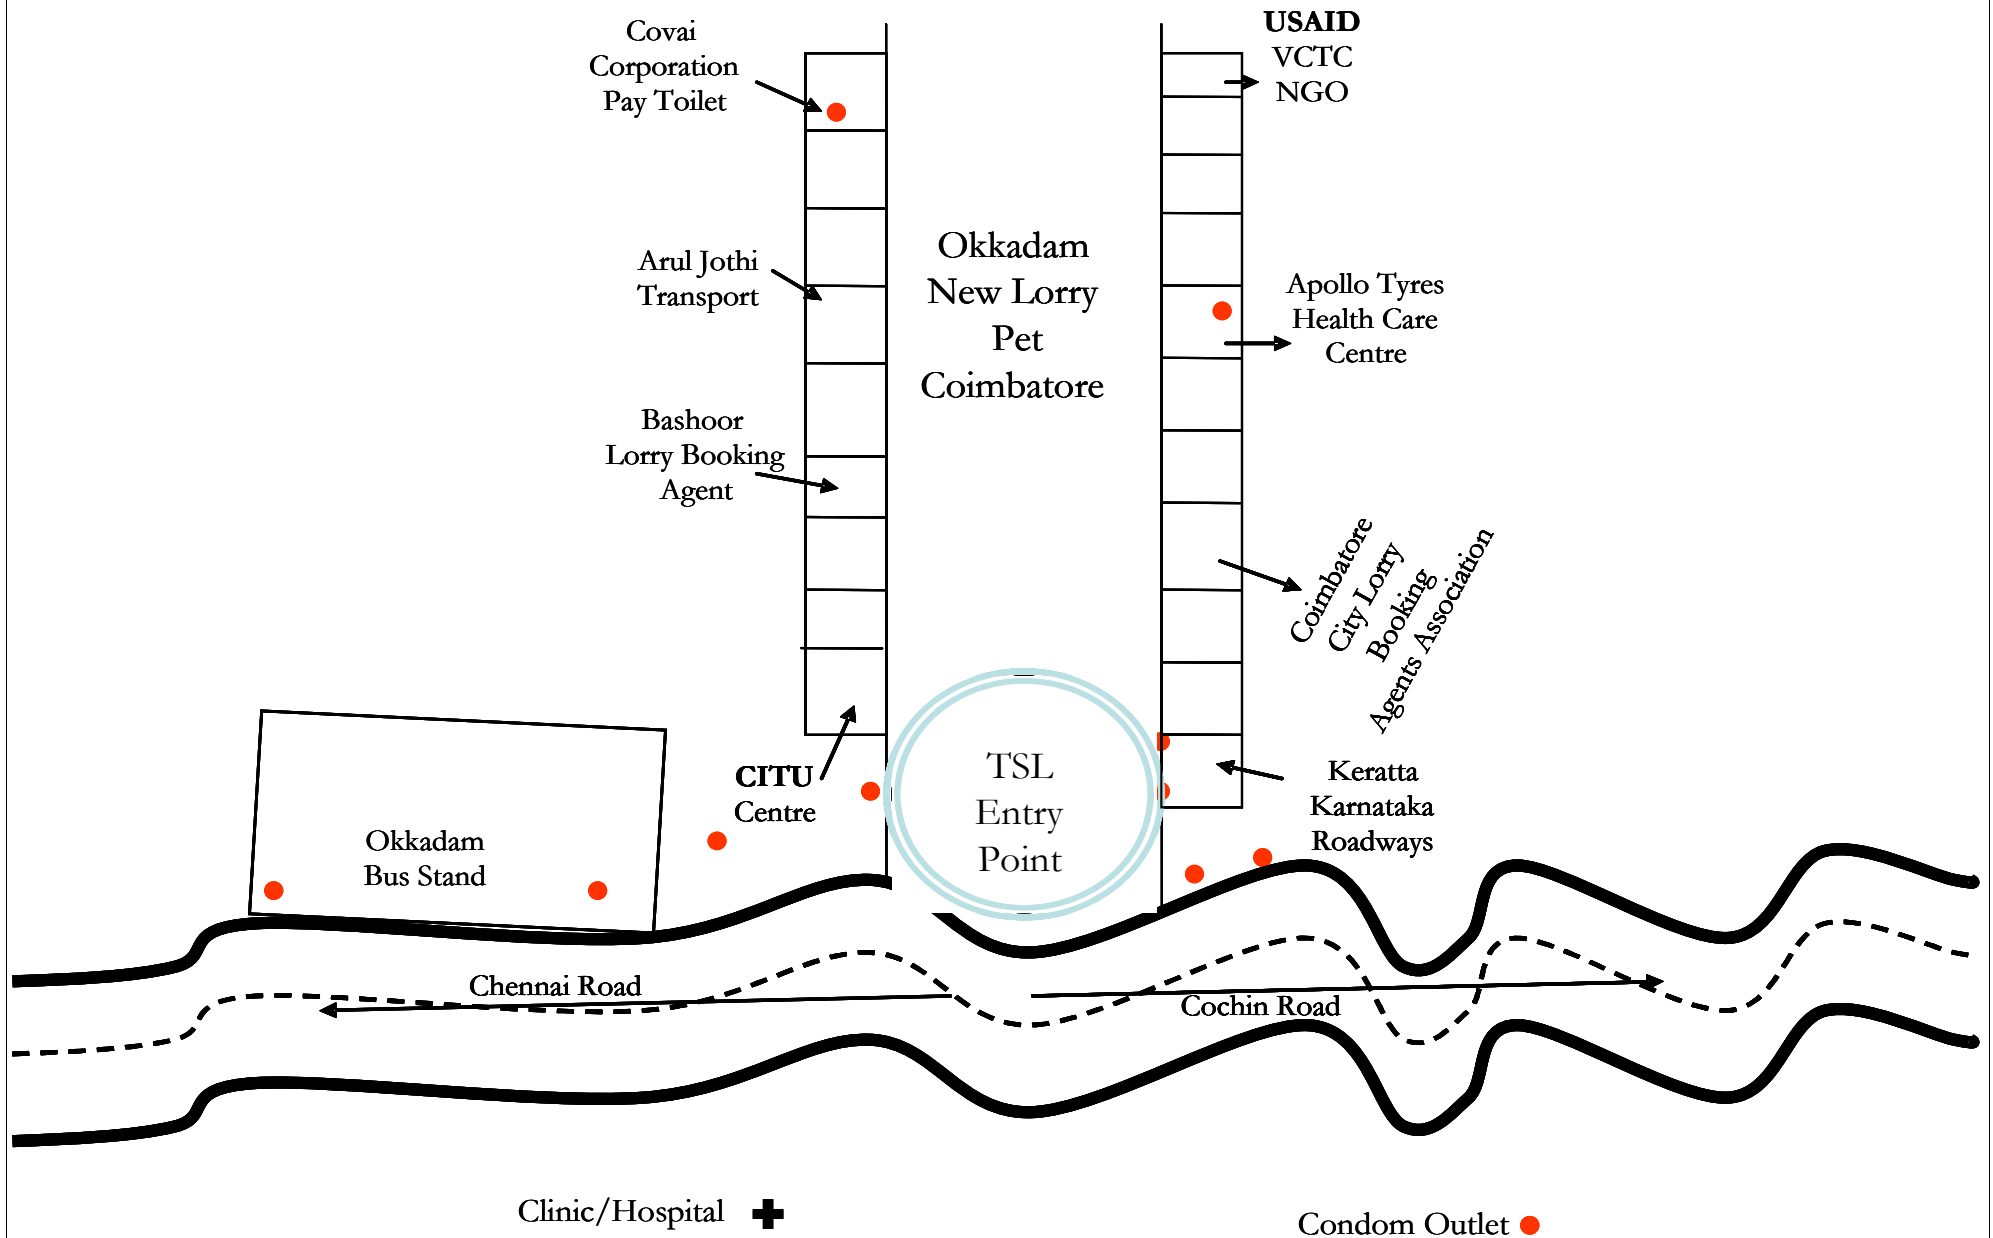 Covai
Corporation
Pay Toilet
USAID
VCTC
NGO
Arul Jothi
Transport
Okkadam
New Lorry
Pet
Coimbatore
Apollo Tyres
Health Care
Centre
Bashoor
Lorry Booking
Agent
Coimbatore
City Lorry
Booking
Agents Association
CITU
Centre
TSL
Entry
Point
Keratta
Karnataka
Roadways
Okkadam
Bus Stand
Chennai Road
Cochin Road
Clinic/Hospital
Condom Outlet